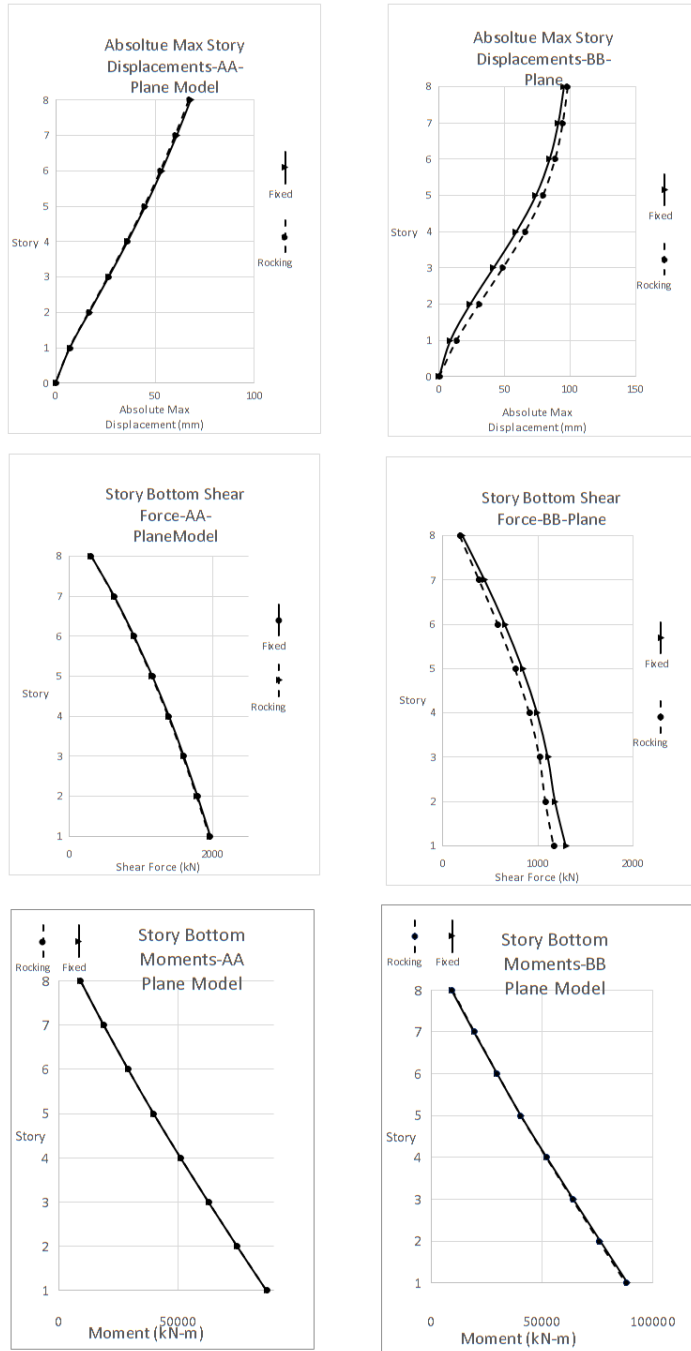 Absoltue Max Story
Displacements-AA-
Plane Model
8
7
6
5
4
3
2
1
0
Story
0
50
100
Absolute Max
Displacement (mm)
Fixed
Rocking
Absolute Max Story
Displacements-BB-
Plane
8
7
6
5
4
3
2
1
0
Story
0
50
100
150
Absolute Max
Displacement (mm)
Fixed
Rocking
Story Bottom Shear
Force-AA-
PlaneModel
8
7
6
5
4
3
2
1
Story
0
2000
Shear Force (kN)
Fixed
Rocking
Story Bottom Shear
Force-BB-Plane
8
7
6
5
4
3
2
1
Story
0
1000
2000
Shear Force (kN)
Fixed
Rocking
Rocking Fixed
Story Bottom
Moments-AA
Plane Model
8
7
6
5
4
3
2
1
Story
0
50000
Moment (kN-m)
Rocking Fixed
Story Bottom
Moments-BB
Plane Model
8
7
6
5
4
3
2
1
Story
0
50000
100000
Moment (kN-m)